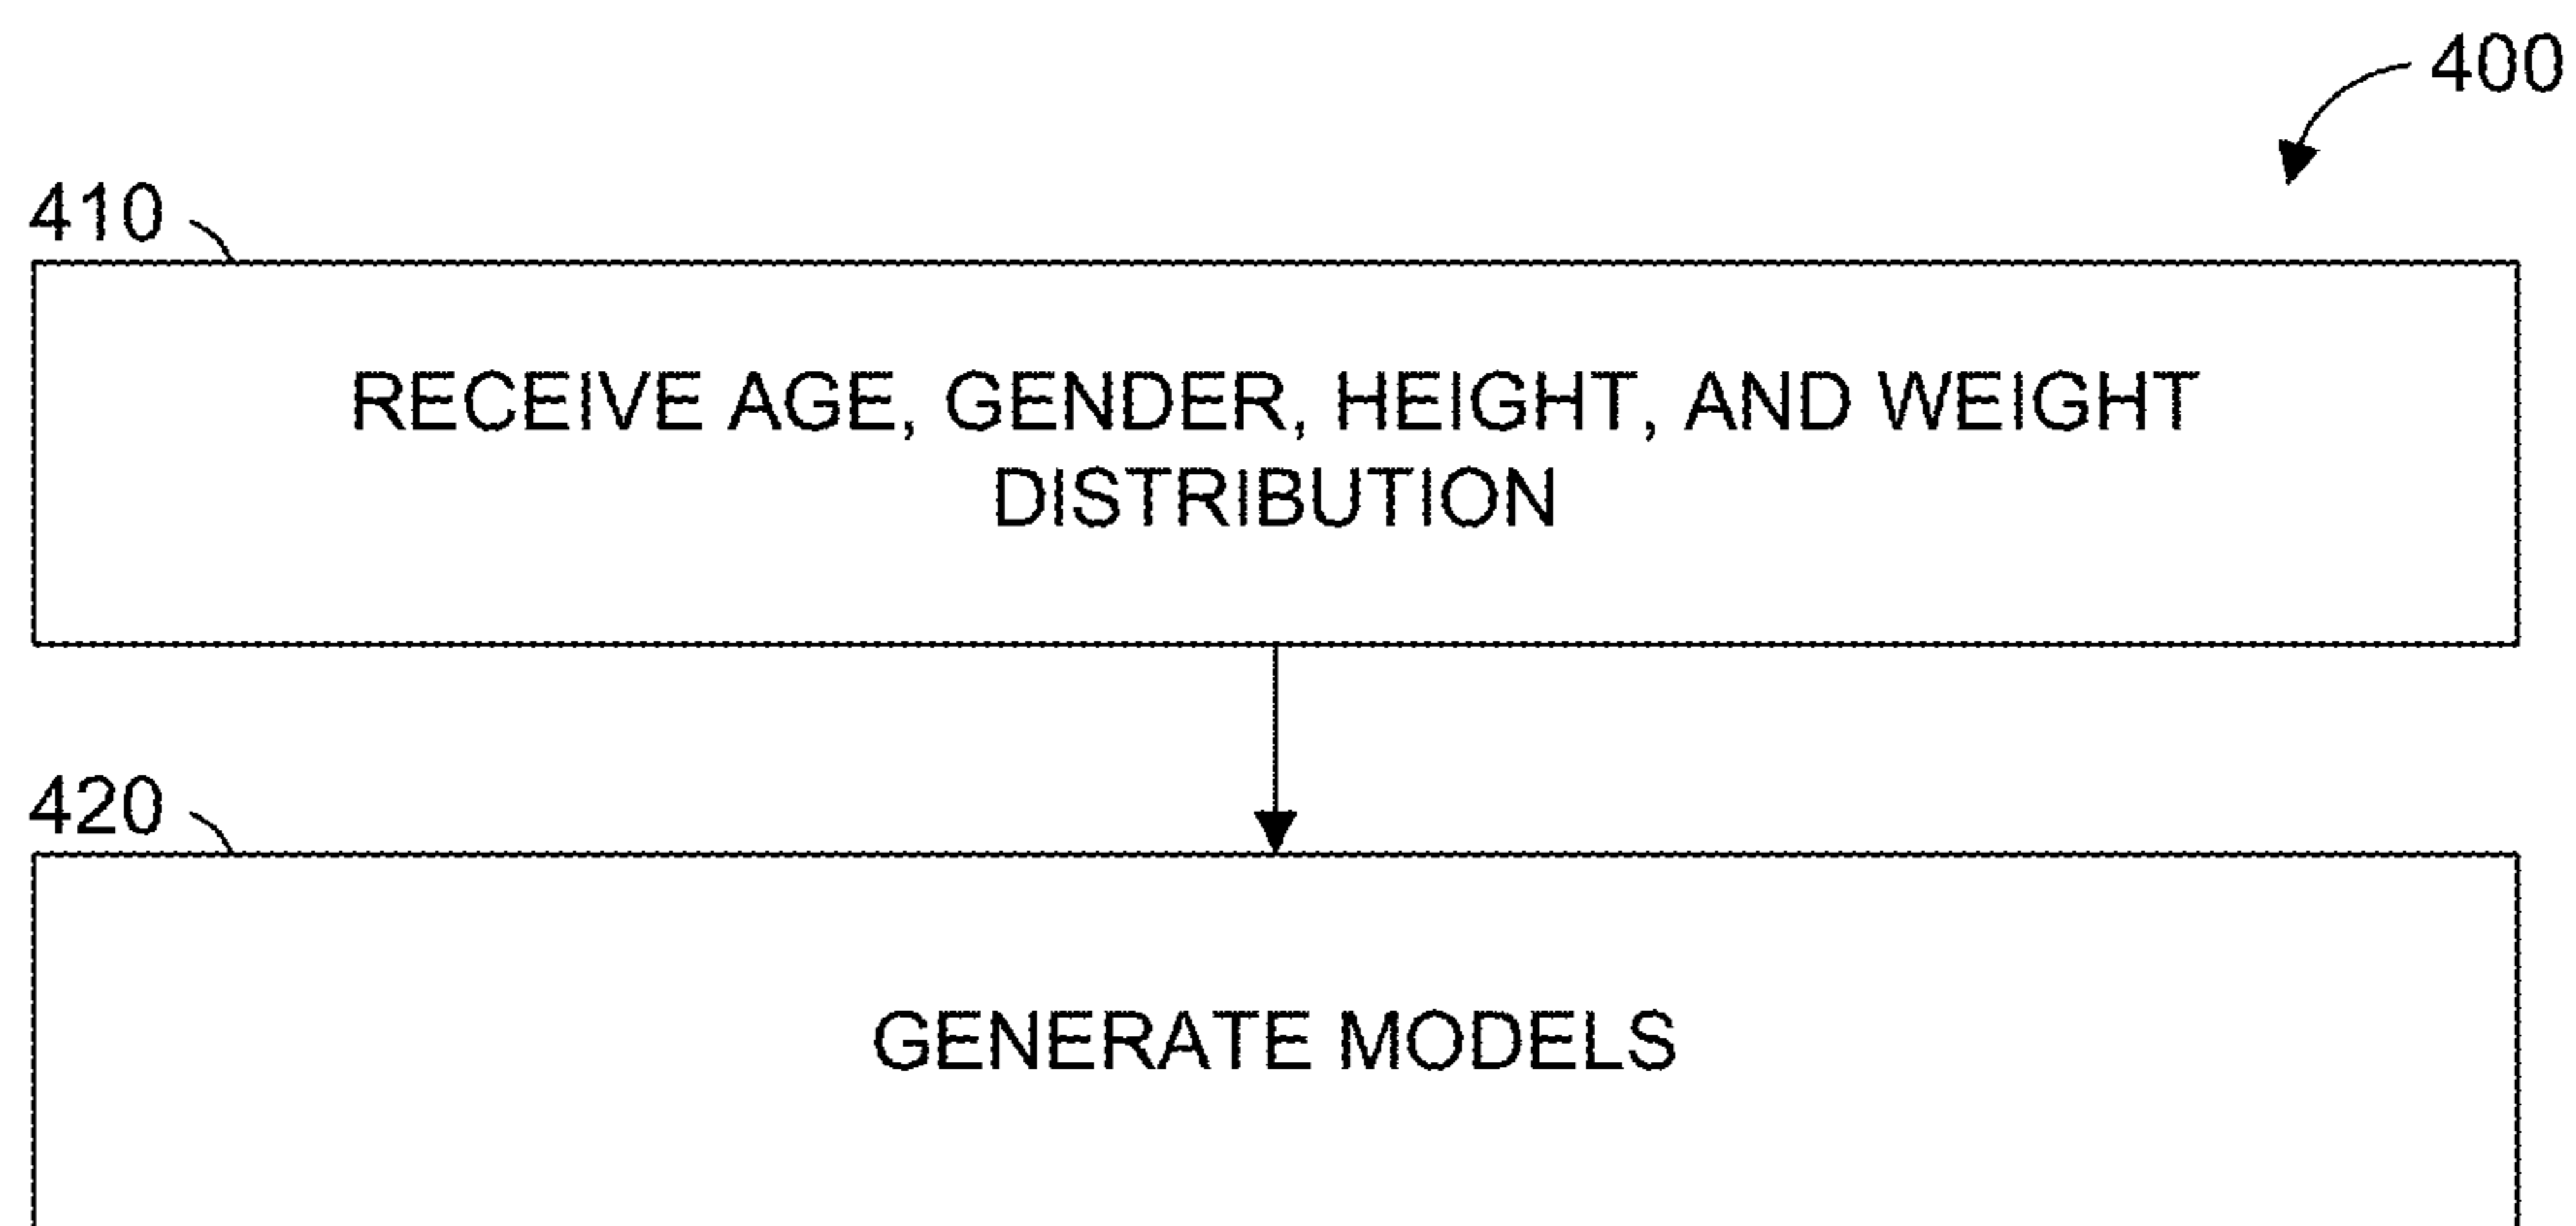 400
410
RECEIVE AGE, GENDER, HEIGHT, AND WEIGHT
DISTRIBUTION
420
GENERATE MODELS